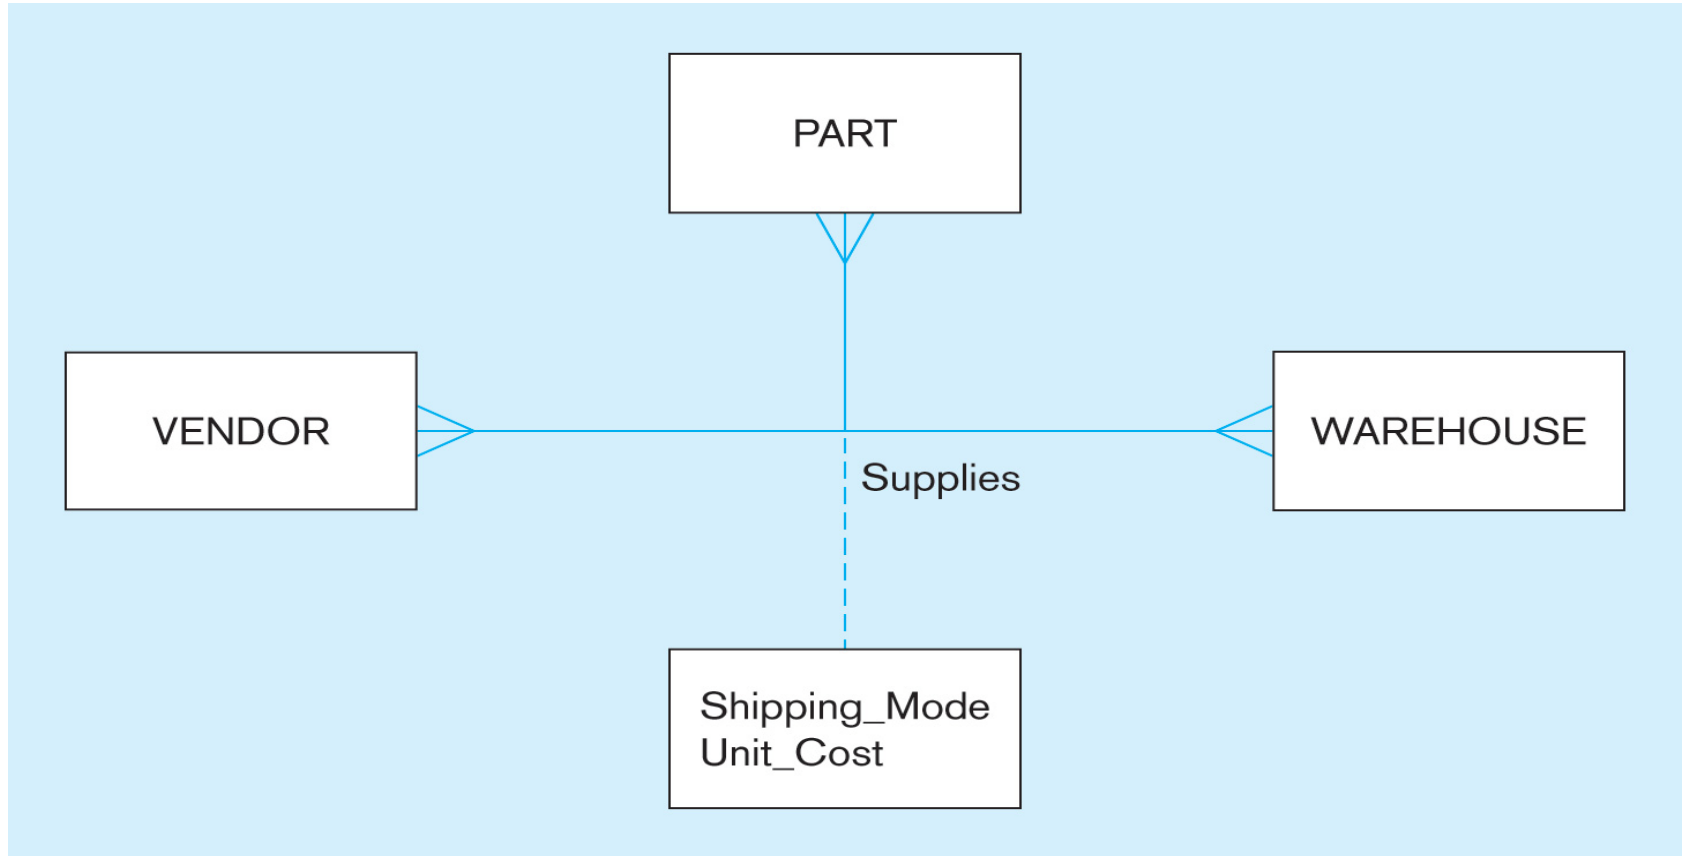 PART
VENDOR
WAREHOUSE
Supplies
Shipping_Mode
Unit_Cost